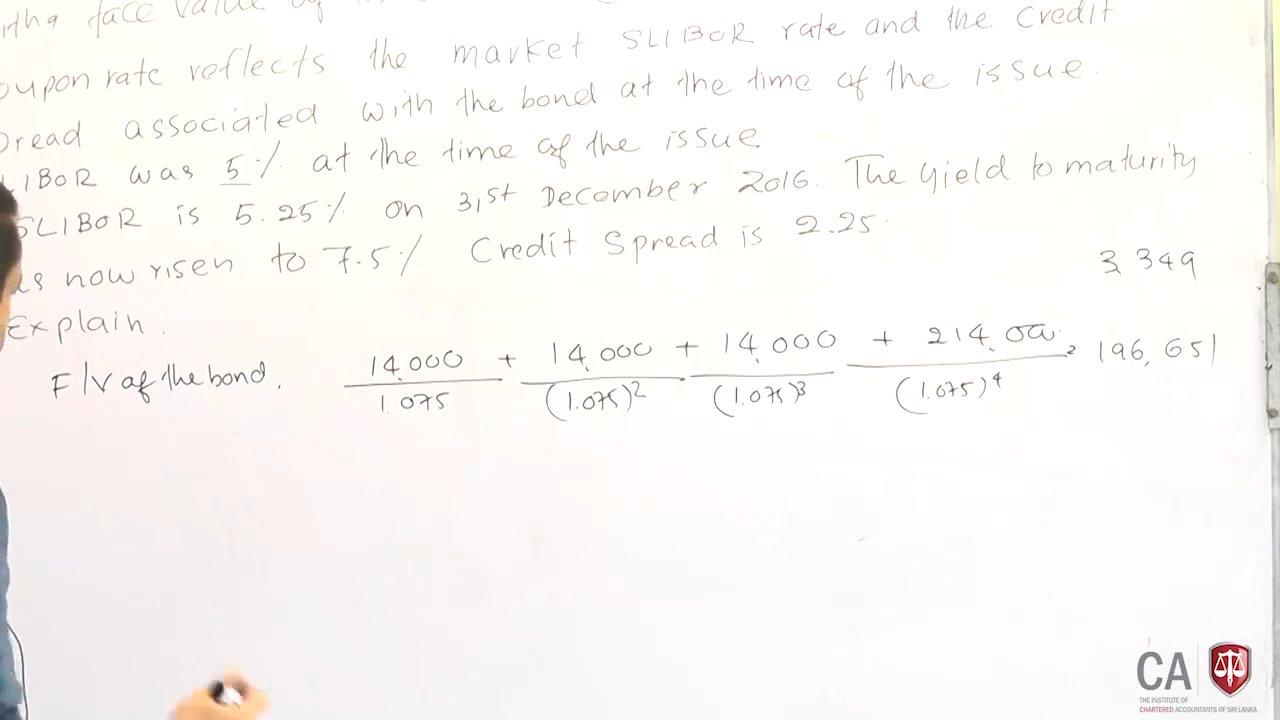 face value of
oupon rate reflects the market SLIBOR rate and the Credit
pread associated with the bond at the time of the issue.
LIBOR was 5% at the time of the issue
SLIBOR is 5.25% on 31st December 2016. The yield to maturity
as now risen to 7.5% Credit Spread is 2.25
3,349
Explain.
F/V of the bond, 14,000 / 1.075 + 14,000 / (1.075)^2 + 14,000 / (1.075)^3 + 214,000 / (1.075)^4 = 196,651
CA
THE INSTITUTE OF
CHARTERED ACCOUNTANTS OF SRI LANKA